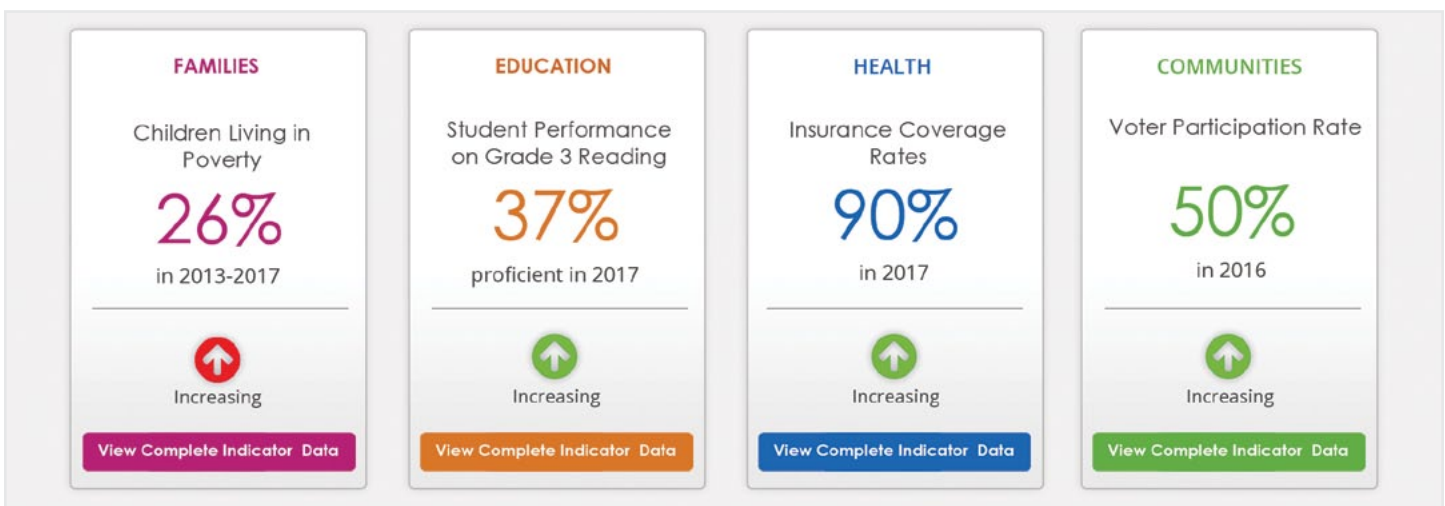 FAMILIES
Children Living in
Poverty
26%
in 2013-2017
Increasing
View Complete Indicator Data
EDUCATION
Student Performance
on Grade 3 Reading
37%
proficient in 2017
Increasing
View Complete Indicator Data
HEALTH
Insurance Coverage
Rates
90%
in 2017
Increasing
View Complete Indicator Data
COMMUNITIES
Voter Participation Rate
50%
in 2016
Increasing
View Complete Indicator Data